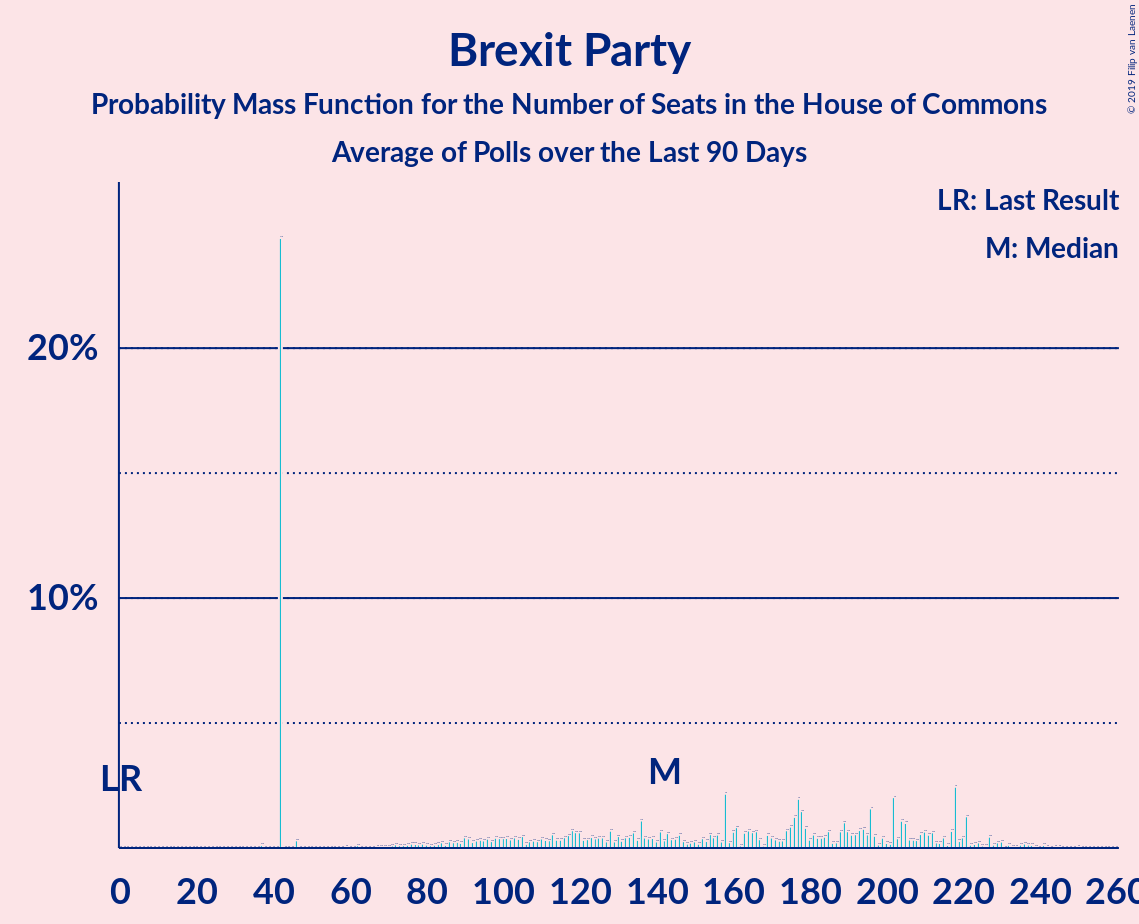 Brexit Party
Probability Mass Function for the Number of Seats in the House of Commons
Average of Polls over the Last 90 Days
© 2019 Filip van Laenen
LR: Last Result
M: Median
20%
10%
LR
M
0 20 40 60 80 100 120 140 160 180 200 220 240 260